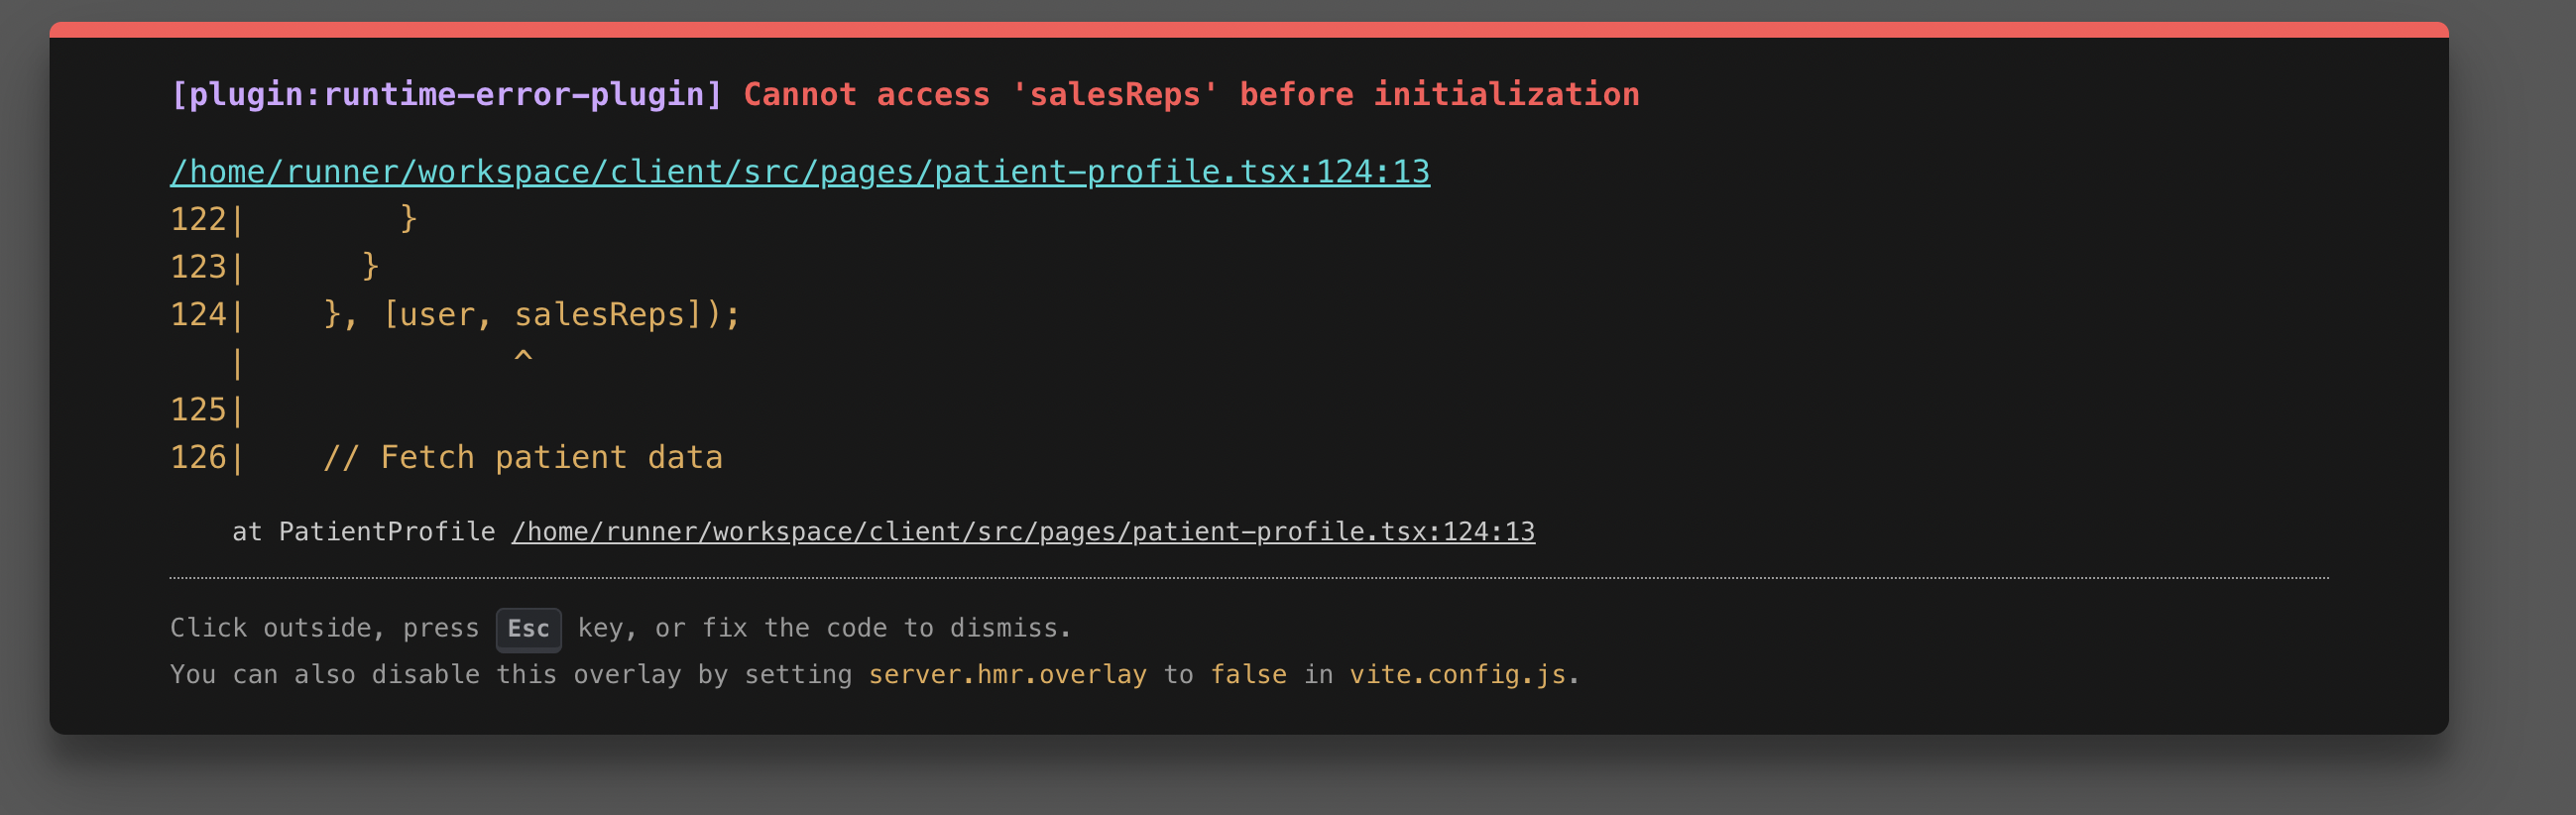 [plugin:runtime-error-plugin] Cannot access 'salesReps' before initialization
/home/runner/workspace/client/src/pages/patient-profile.tsx:124:13
122|        }
123|      }
124|    }, [user, salesReps]);
   |              ^
125|
126|    // Fetch patient data
at PatientProfile /home/runner/workspace/client/src/pages/patient-profile.tsx:124:13
Click outside, press Esc key, or fix the code to dismiss.
You can also disable this overlay by setting server.hmr.overlay to false in vite.config.js.